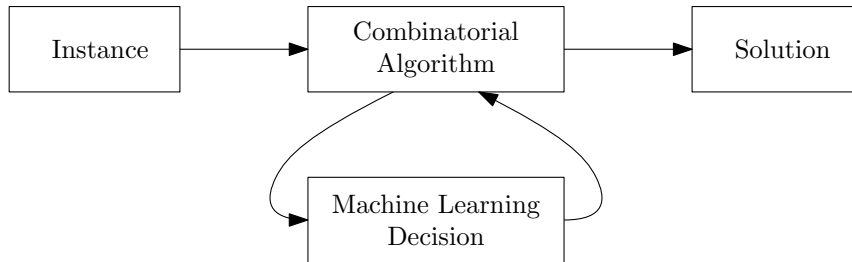 Instance
Combinatorial
Algorithm
Solution
Machine Learning
Decision